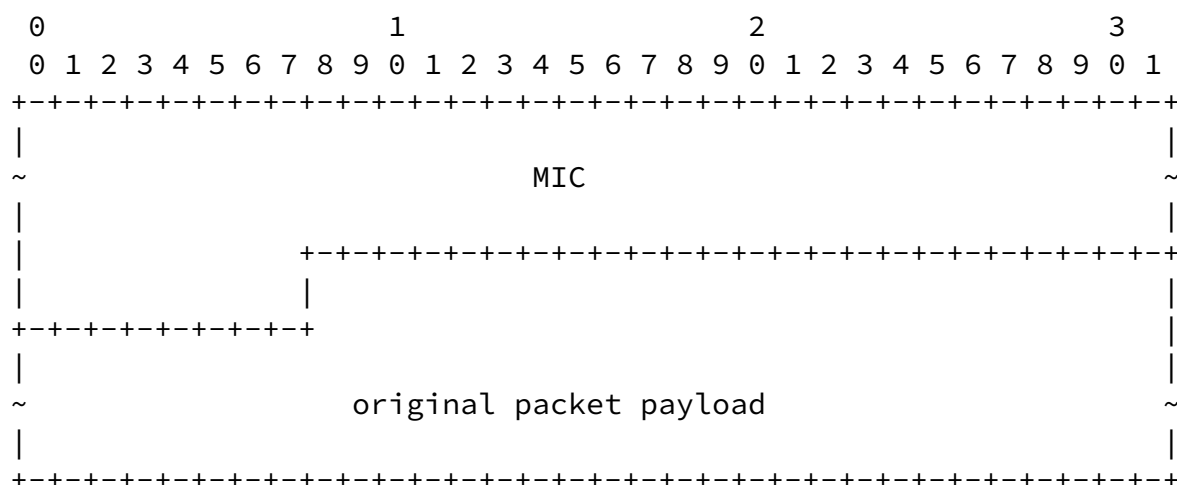 0                   1                   2                   3
 0 1 2 3 4 5 6 7 8 9 0 1 2 3 4 5 6 7 8 9 0 1 2 3 4 5 6 7 8 9 0 1
+-+-+-+-+-+-+-+-+-+-+-+-+-+-+-+-+-+-+-+-+-+-+-+-+-+-+-+-+-+-+-+-+
|                                                               |
~                            MIC                                ~
|                                                               |
|               +-+-+-+-+-+-+-+-+-+-+-+-+-+-+-+-+-+-+-+-+-+-+-+-+
|               |                                               |
+-+-+-+-+-+-+-+-+                                               |
|                                                               |
~                  original packet payload                      ~
|                                                               |
+-+-+-+-+-+-+-+-+-+-+-+-+-+-+-+-+-+-+-+-+-+-+-+-+-+-+-+-+-+-+-+-+